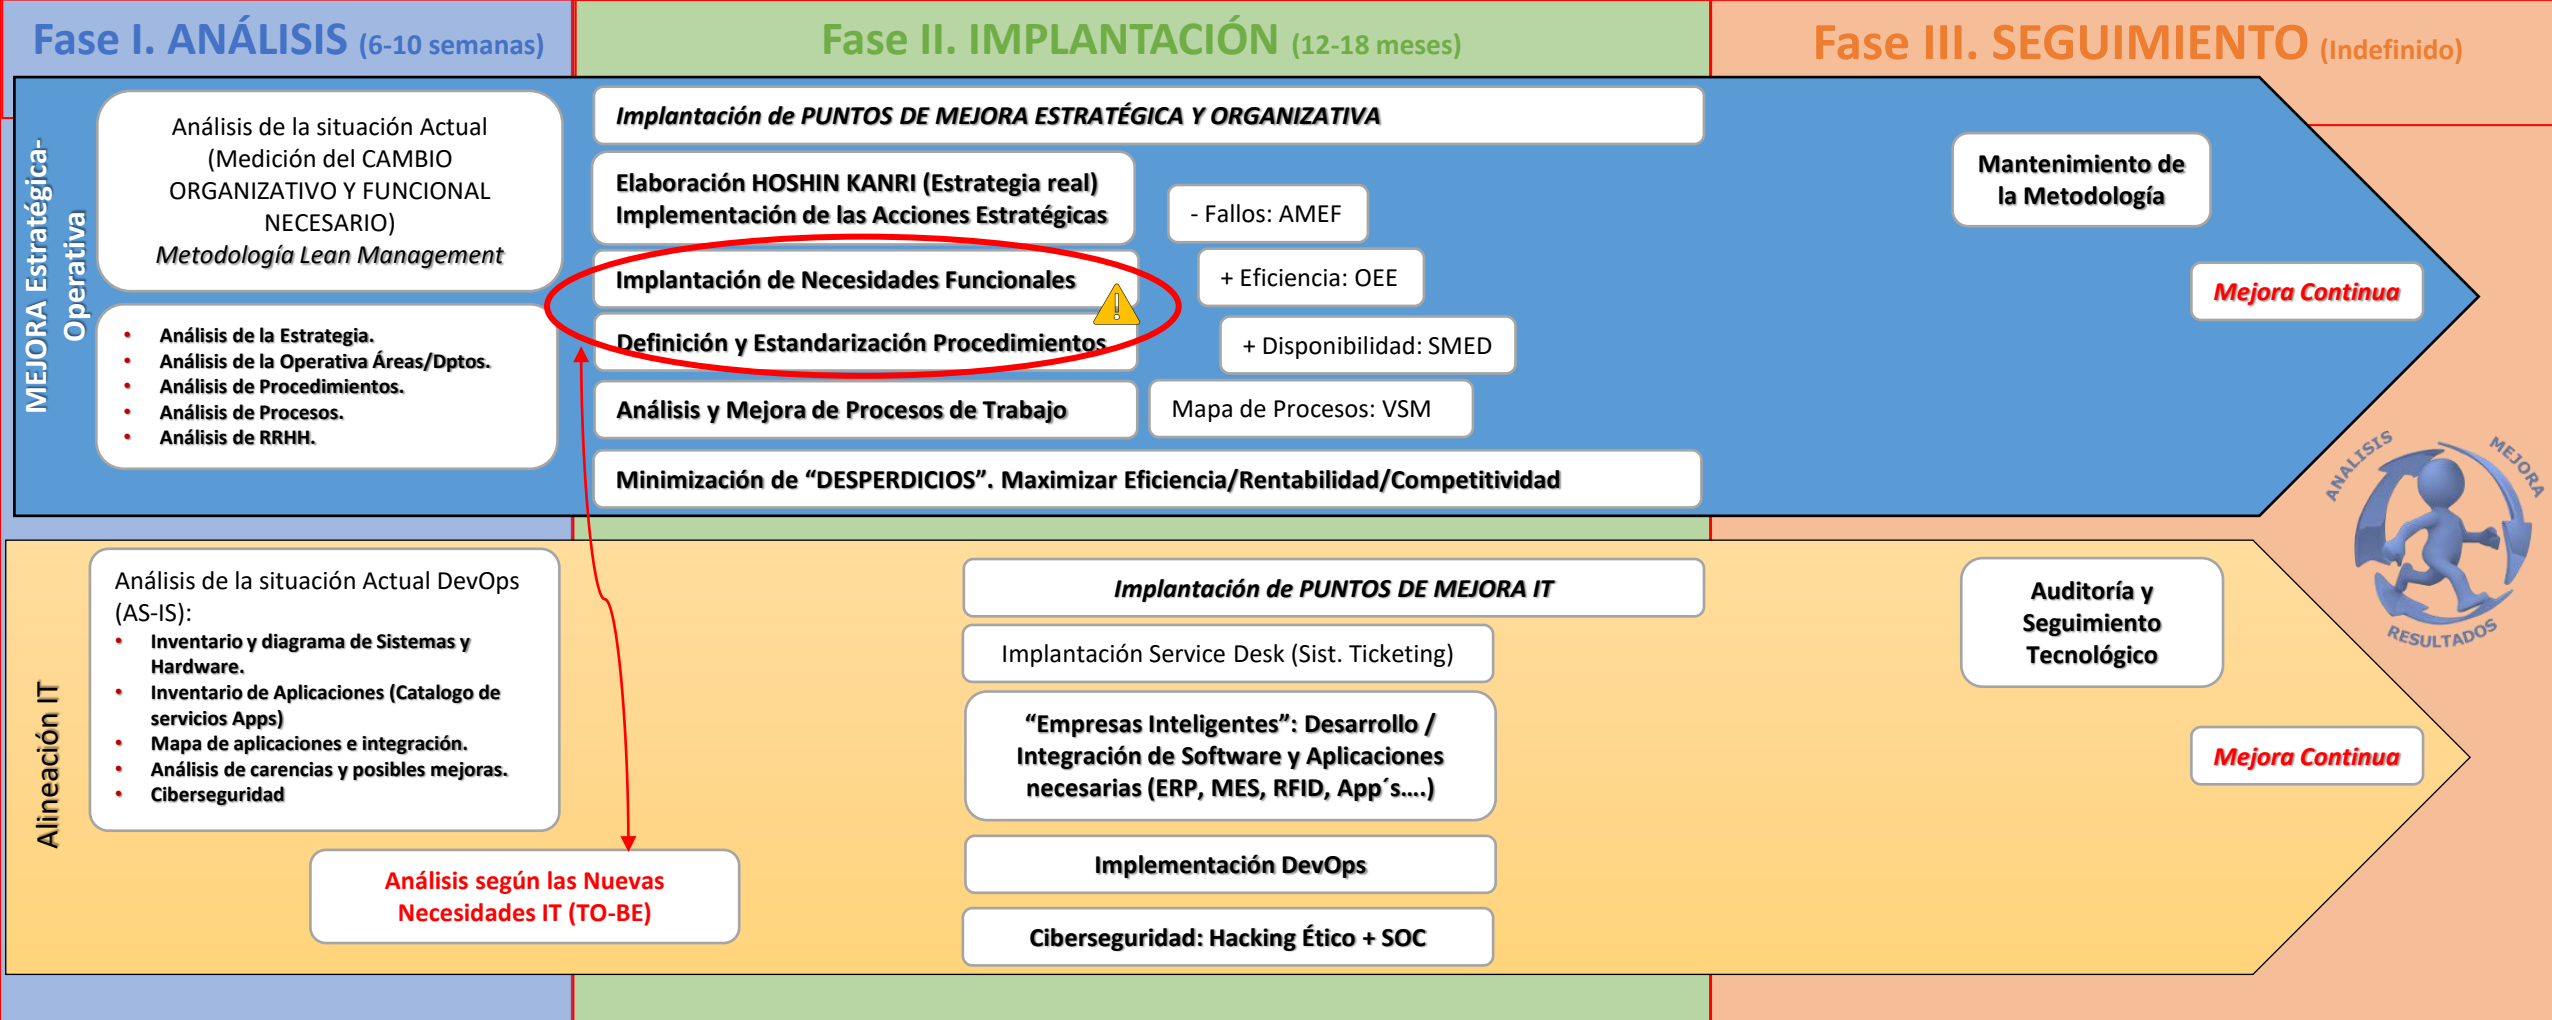 Fase I. ANÁLISIS (6-10 semanas)
Fase II. IMPLANTACIÓN (12-18 meses)
Fase III. SEGUIMIENTO (Indefinido)
MEJORA Estratégica-
Operativa
Análisis de la situación Actual
(Medición del CAMBIO
ORGANIZATIVO Y FUNCIONAL
NECESARIO)
Metodología Lean Management
• Análisis de la Estrategia.
• Análisis de la Operativa Áreas/Dptos.
• Análisis de Procedimientos.
• Análisis de Procesos.
• Análisis de RRHH.
Implantación de PUNTOS DE MEJORA ESTRATÉGICA Y ORGANIZATIVA
Elaboración HOSHIN KANRI (Estrategia real)
Implementación de las Acciones Estratégicas
- Fallos: AMEF
Implantación de Necesidades Funcionales
+ Eficiencia: OEE
Definición y Estandarización Procedimientos.
+ Disponibilidad: SMED
Análisis y Mejora de Procesos de Trabajo
Mapa de Procesos: VSM
Minimización de “DESPERDICIOS”. Maximizar Eficiencia/Rentabilidad/Competitividad
Mantenimiento de
la Metodología
Mejora Continua
ANALISIS
MEJORA
RESULTADOS
Alineación IT
Análisis de la situación Actual DevOps
(AS-IS):
• Inventario y diagrama de Sistemas y
Hardware.
• Inventario de Aplicaciones (Catalogo de
servicios Apps)
• Mapa de aplicaciones e integración.
• Análisis de carencias y posibles mejoras.
• Ciberseguridad
Análisis según las Nuevas
Necesidades IT (TO-BE)
Implantación de PUNTOS DE MEJORA IT
Implantación Service Desk (Sist. Ticketing)
“Empresas Inteligentes”: Desarrollo /
Integración de Software y Aplicaciones
necesarias (ERP, MES, RFID, App´s….)
Implementación DevOps
Ciberseguridad: Hacking Ético + SOC
Auditoría y
Seguimiento
Tecnológico
Mejora Continua